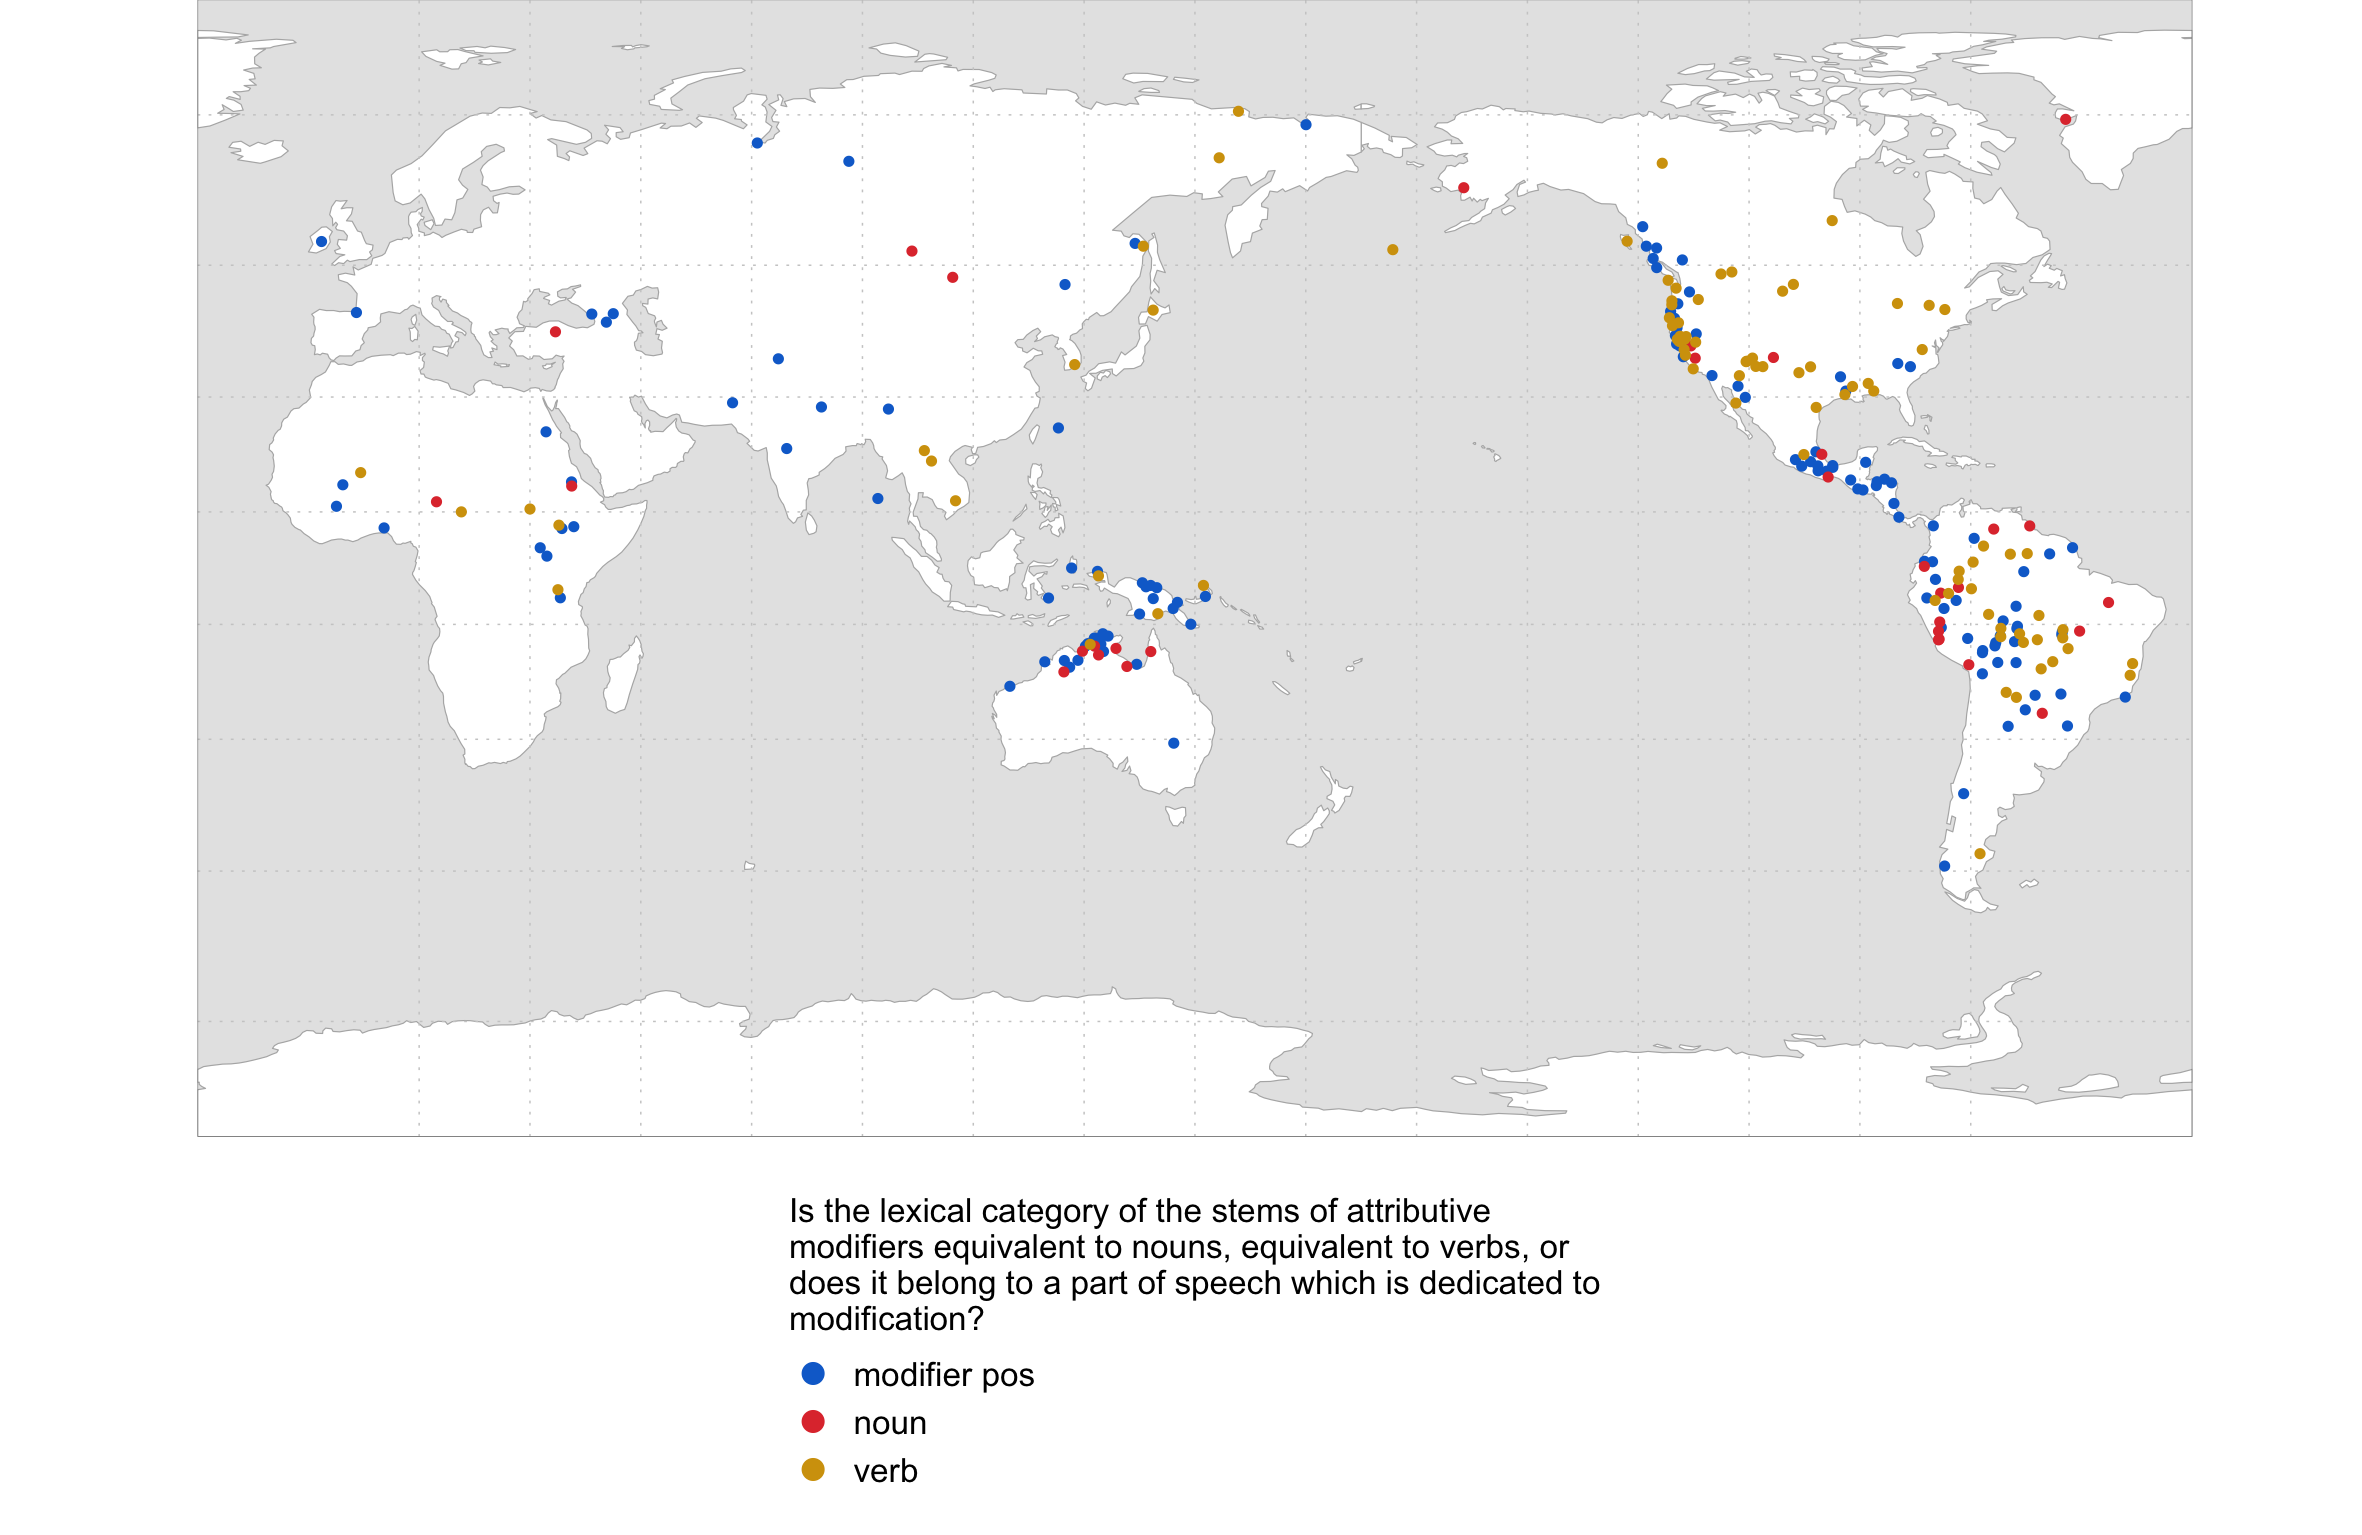 Is the lexical category of the stems of attributive
modifiers equivalent to nouns, equivalent to verbs, or
does it belong to a part of speech which is dedicated to
modification?
modifier pos
noun
verb